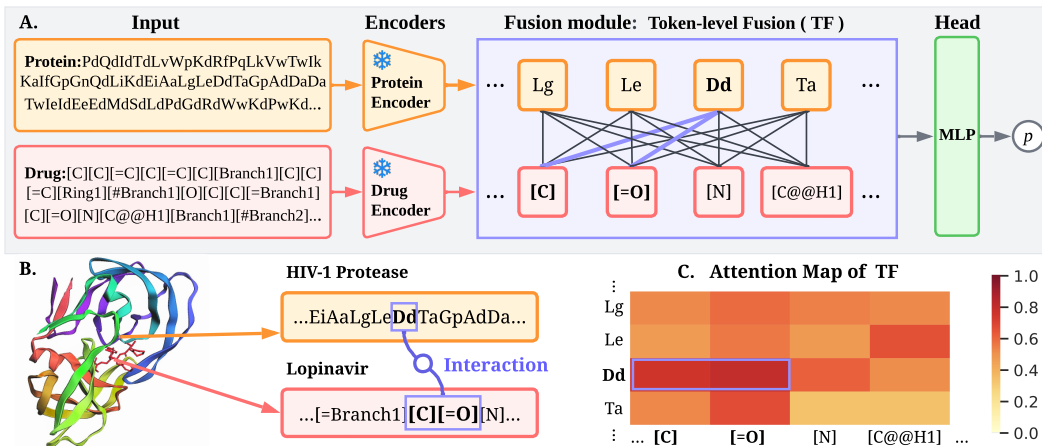 A.
Input
Encoders
Fusion module: Token-level Fusion ( TF )
Head
Protein:PdQdIdTdLvWpKdRfPqLkVwTwIk
KaIfGpGnQdLiKdEiAaLgLeDdTaGpAdDaDa
TwIeIdEeEdMdSdLdPdGdRdWwKdPwKd...
Protein
Encoder
... Lg Le Dd Ta ...
Drug:[C][C][=C][C][=C][C][Branch1][C][C]
[=C][Ring1][#Branch1][O][C][C][=Branch1]
[C][=O][N][C@@H1][Branch1][#Branch2]...
Drug
Encoder
... [C] [=O] [N] [C@@H1] ...
MLP
p
B.
HIV-1 Protease
...EiAaLgLeDdTaGpAdDa...
Interaction
Lopinavir
...[=Branch1][C][=O][N]...
C. Attention Map of TF
...
Lg
Le
Dd
Ta
... [C] [=O] [N] [C@@H1] ...
1.0
0.8
0.6
0.4
0.2
0.0